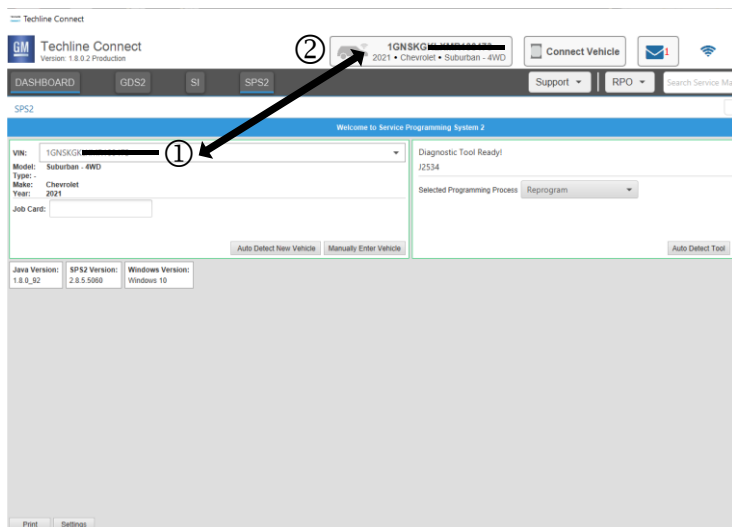 Techline Connect
GM
Techline Connect
Version: 1.8.0.2 Production
②
1GNSKG
2021 • Chevrolet • Suburban - 4WD
Connect Vehicle
1
DASHBOARD
GDS2
SI
SPS2
Support
RPO
Search Service Ma
SPS2
Welcome to Service Programming System 2
VIN:
1GNSKGK
①
Model: Suburban - 4WD
Type: -
Make: Chevrolet
Year: 2021
Job Card:
Auto Detect New Vehicle
Manually Enter Vehicle
Diagnostic Tool Ready!
J2534
Selected Programming Process
Reprogram
Auto Detect Tool
Java Version:
1.8.0_92
SPS2 Version:
2.8.5.5060
Windows Version:
Windows 10
Print
Settings